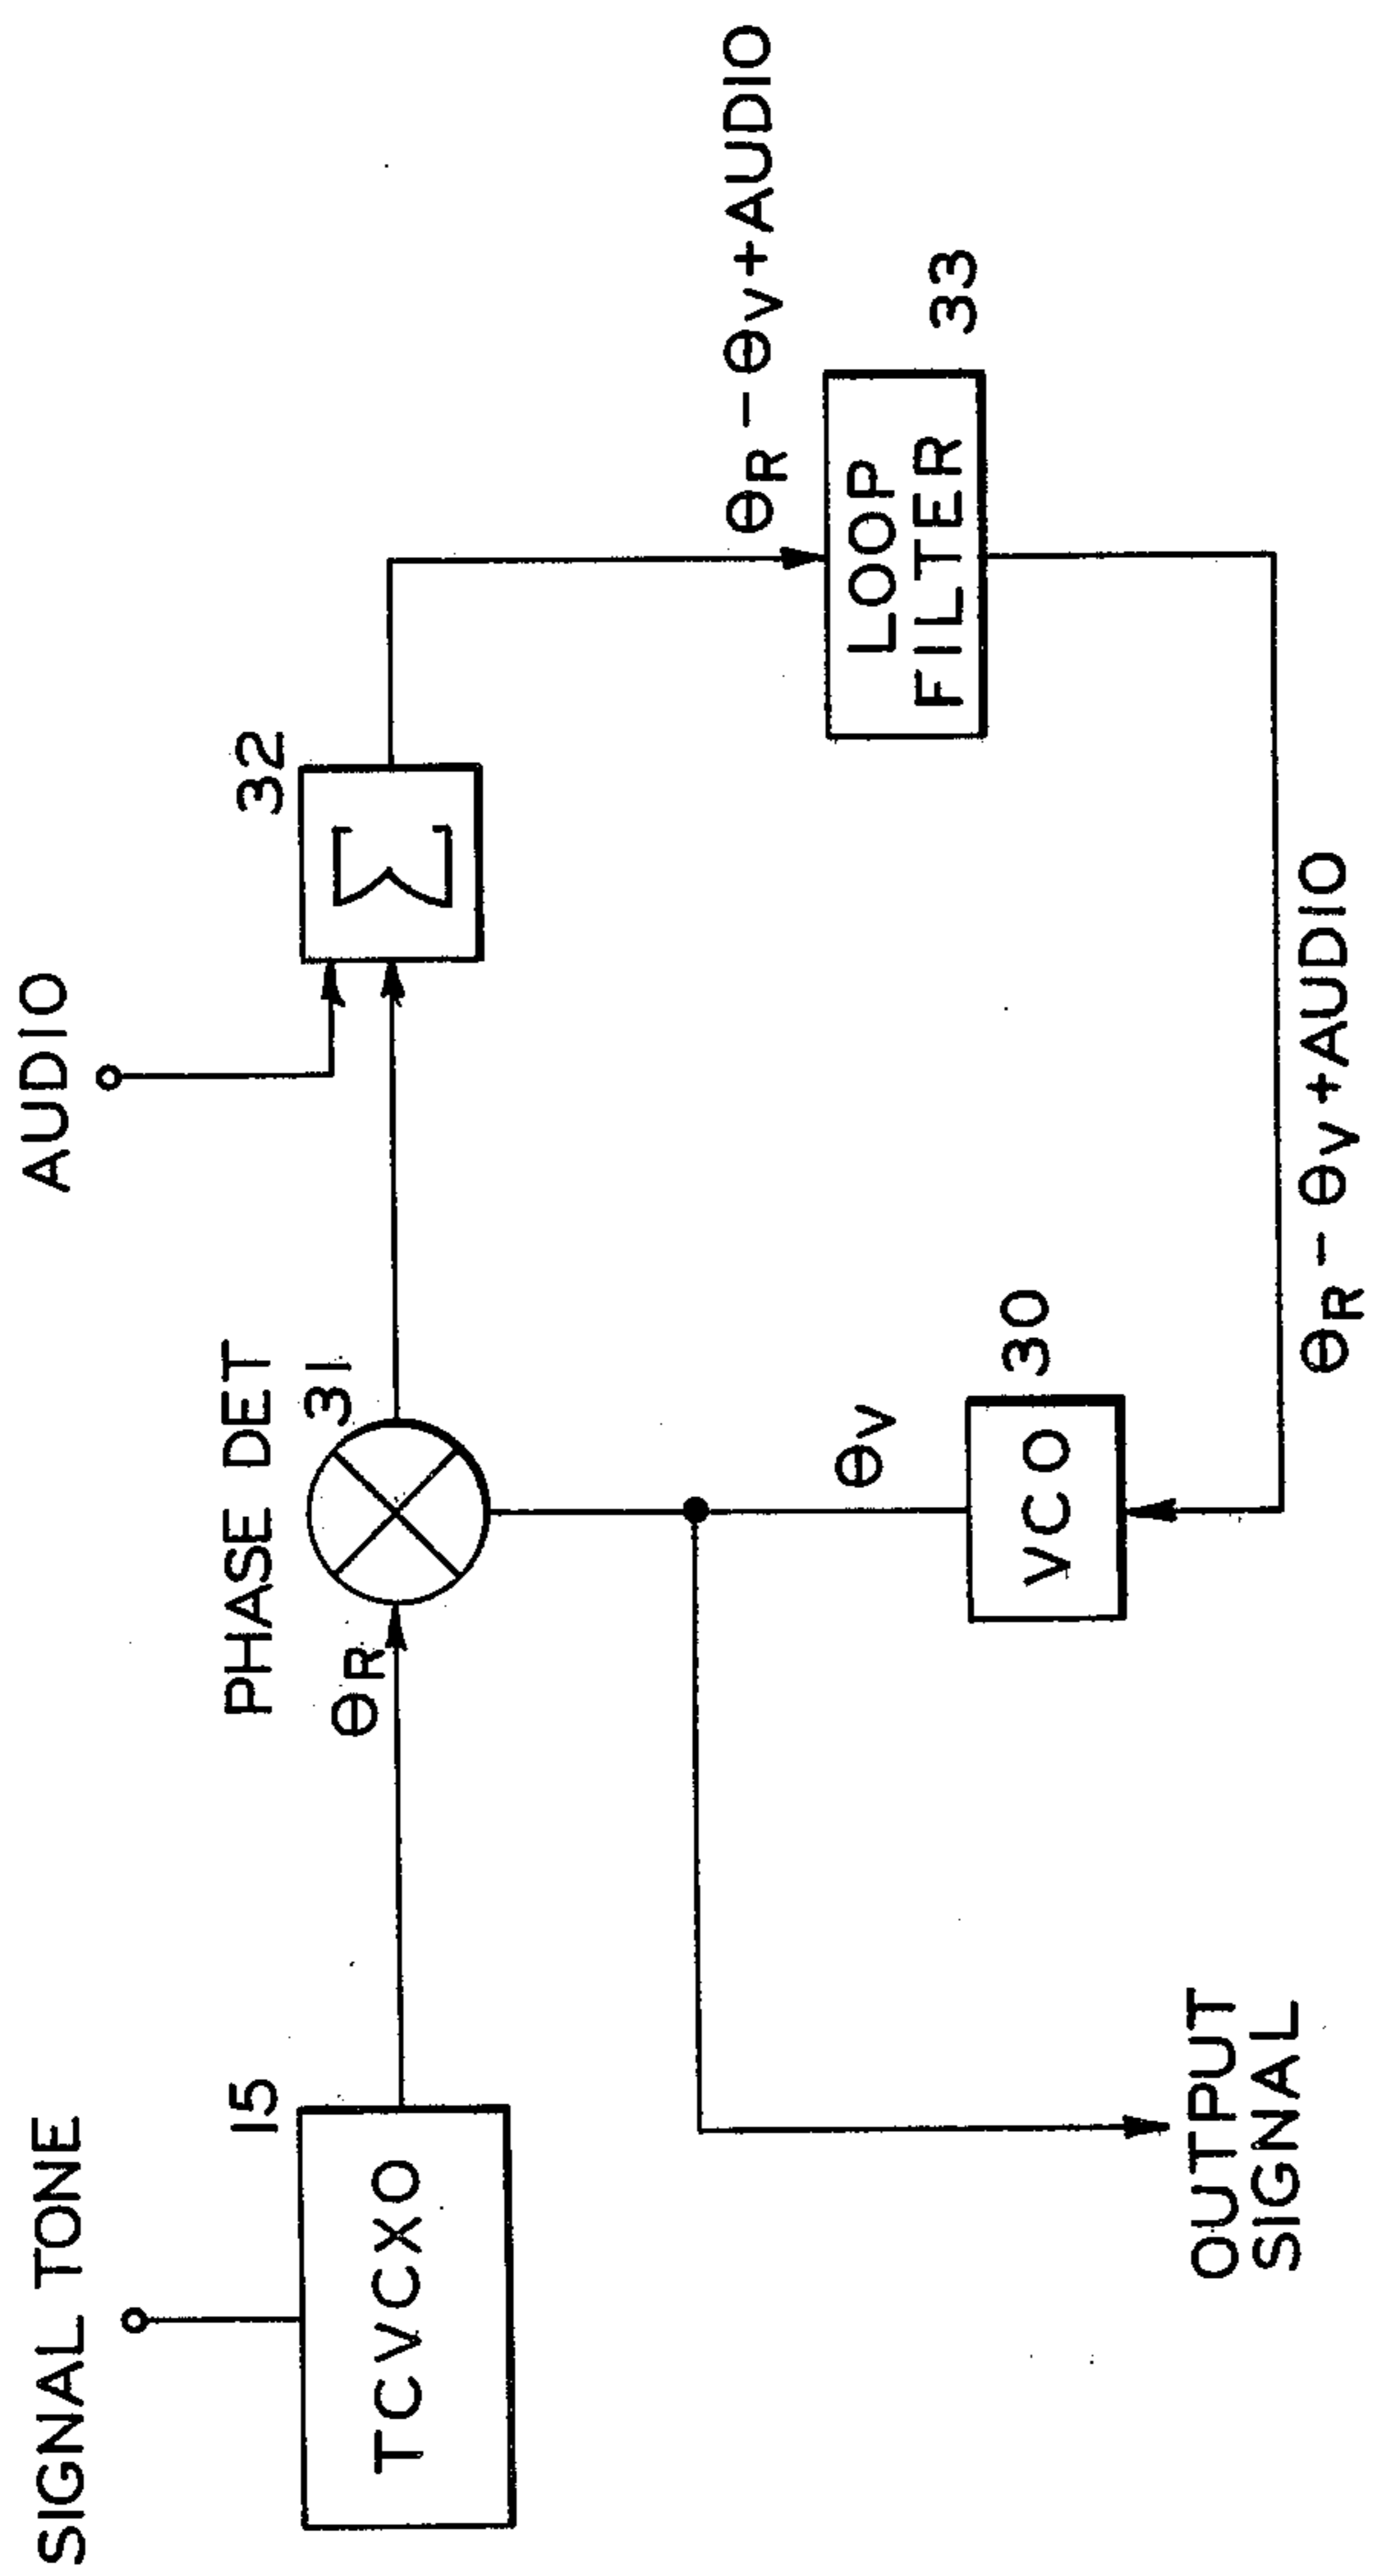 SIGNAL TONE
AUDIO
15
PHASE DET
31
32
TCVCXO
θR
Σ
θR - θV + AUDIO
θV
LOOP
FILTER
33
VCO
30
OUTPUT
SIGNAL
θR - θV + AUDIO